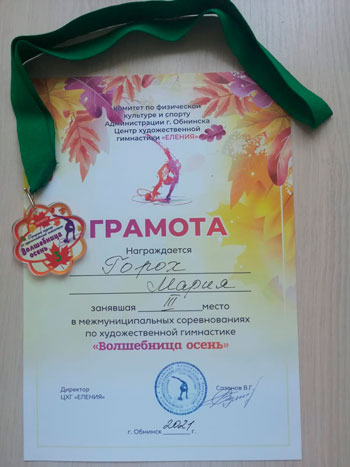 Комитет по физической
культуре и спорту
Администрации г. Обнинска
Центр художественной
гимнастики «ЕЛЕНИЯ»
ГРАМОТА
Награждается
Горох
Мария
занявшая III место
в межмуниципальных соревнованиях
по художественной гимнастике
«Волшебница осень»
Директор
ЦХГ «ЕЛЕНИЯ»
Сазонов В.Г.
г. Обнинск 2021 г.
Волшебница
осень
3